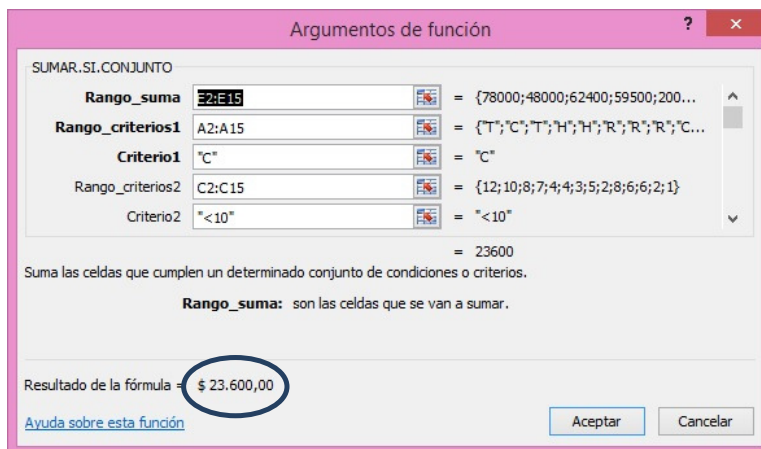 Argumentos de función ? ×
SUMAR.SI.CONJUNTO
Rango_suma E2:E15 = {78000;48000;62400;59500;200...
Rango_criterios1 A2:A15 = {"T";"C";"T";"H";"H";"R";"R";"R";"C...
Criterio1 "C" = "C"
Rango_criterios2 C2:C15 = {12;10;8;7;4;4;3;5;2;8;6;6;2;1}
Criterio2 "<10" = "<10"
= 23600
Suma las celdas que cumplen un determinado conjunto de condiciones o criterios.
Rango_suma: son las celdas que se van a sumar.
Resultado de la fórmula = $ 23.600,00
Ayuda sobre esta función Aceptar Cancelar